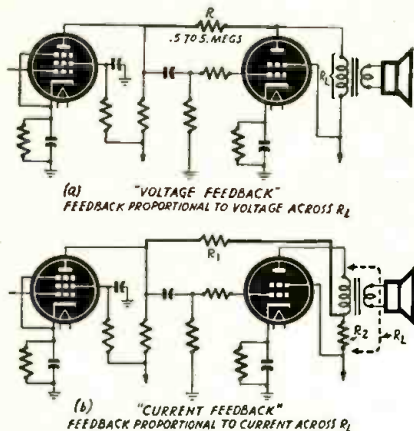 R
.5 TO 5. MEGS
RL
(a) "VOLTAGE FEEDBACK"
FEEDBACK PROPORTIONAL TO VOLTAGE ACROSS RL
R1
R2
RL
(b) "CURRENT FEEDBACK"
FEEDBACK PROPORTIONAL TO CURRENT ACROSS RL